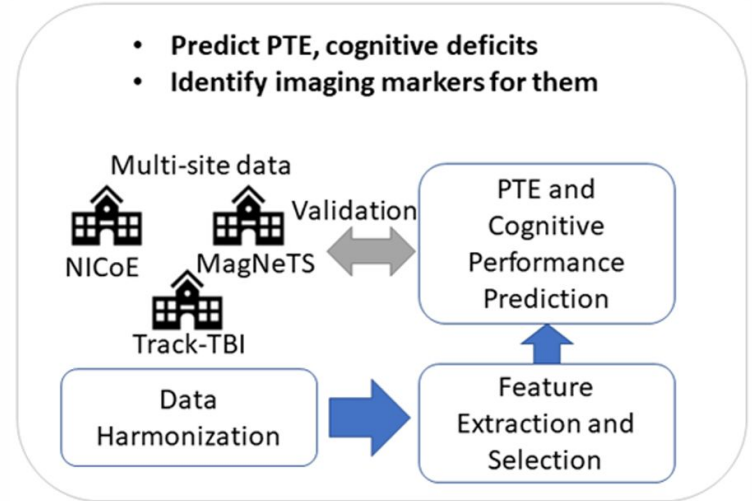 • Predict PTE, cognitive deficits
• Identify imaging markers for them
Multi-site data
NICoE
MagNeTS
Track-TBI
Validation
PTE and
Cognitive
Performance
Prediction
Data
Harmonization
Feature
Extraction and
Selection